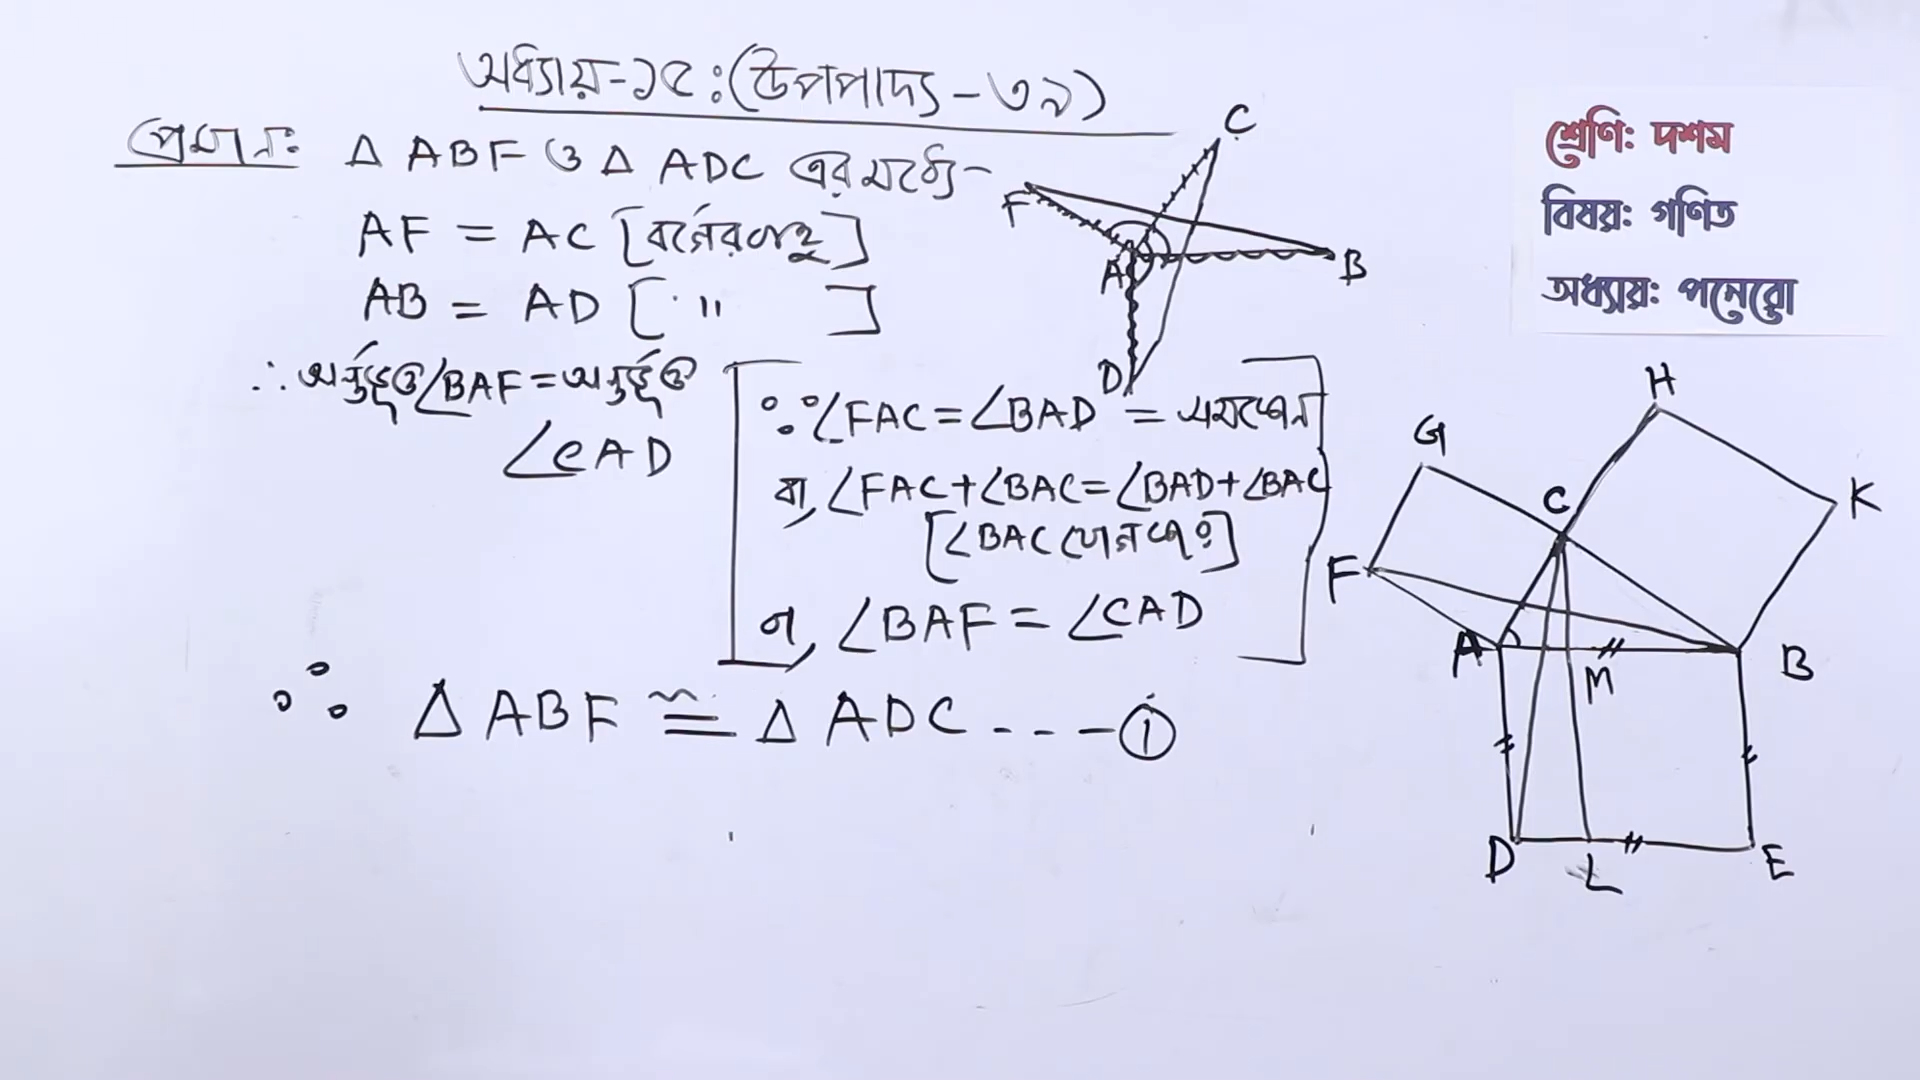 অধ্যায়-১৫:(উপপাদ্য-৩৯)
প্রমাণ: Δ ABF ও Δ ADC এর মধ্যে-
AF = AC [বর্গের বাহু]
AB = AD [ " ]
∴ অন্তর্ভূক্ত ∠BAF = অন্তর্ভূক্ত
∠CAD
∵ ∠FAC = ∠BAD = এক সমকোণ
বা, ∠FAC + ∠BAC = ∠BAD + ∠BAC
[∠BAC যোগ করে]
বা, ∠BAF = ∠CAD
∴ Δ ABF ≅ Δ ADC - - - - ①
C
F
A
B
D
শ্রেণি: দশম
বিষয়: গণিত
অধ্যায়: পনেরো
H
G
C
K
F
A
M
B
D
L
E